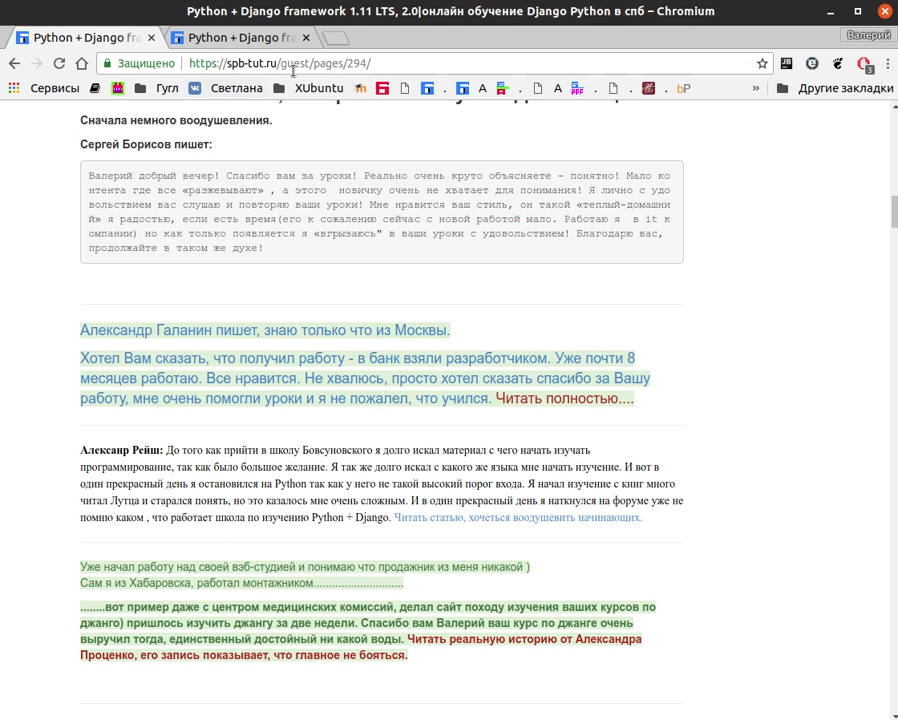 Python + Django framework 1.11 LTS, 2.0|онлайн обучение Django Python в спб – Chromium
Python + Django fra
Python + Django fra
Валерий
Защищено
https://spb-tut.ru/guest/pages/294/
Сервисы
Гугл
Светлана
XUbuntu
A
A
bP
»
Другие закладки
Сначала немного воодушевления.
Сергей Борисов пишет:
Валерий добрый вечер! Спасибо вам за уроки! Реально очень круто объясняете - понятно! Мало ко
нтента где все «разжевывают» , а этого  новичку очень не хватает для понимания! Я лично с удо
вольствием вас слушаю и повторяю ваши уроки! Мне нравится ваш стиль, он такой «теплый-домашни
й» я радостью, если есть время(его к сожалению сейчас с новой работой мало. Работаю я  в it к
омпании) но как только появляется я «вгрызаюсь" в ваши уроки с удовольствием! Благодарю вас,
продолжайте в таком же духе!
Александр Галанин пишет, знаю только что из Москвы.
Хотел Вам сказать, что получил работу - в банк взяли разработчиком. Уже почти 8
месяцев работаю. Все нравится. Не хвалюсь, просто хотел сказать спасибо за Вашу
работу, мне очень помогли уроки и я не пожалел, что учился. Читать полностью....
Алексаир Рейш: До того как прийти в школу Бовсуновского я долго искал материал с чего начать изучать
программирование, так как было большое желание. Я так же долго искал с какого же языка мне начать изучение. И вот в
один прекрасный день я остановился на Python так как у него не такой высокий порог входа. Я начал изучение с книг много
читал Лутца и старался понять, но это казалось мне очень сложным. И в один прекрасный день я наткнулся на форуме уже не
помню каком , что работает школа по изучению Python + Django. Читать статью, хочеться воодушевить начинающих.
Уже начал работу над своей вэб-студией и понимаю что продажник из меня никакой )
Сам я из Хабаровска, работал монтажником.............................
........вот пример даже с центром медицинских комиссий, делал сайт походу изучения ваших курсов по
джанго) пришлось изучить джангу за две недели. Спасибо вам Валерий ваш курс по джанге очень
выручил тогда, единственный достойный ни какой воды. Читать реальную историю от Александра
Проценко, его запись показывает, что главное не бояться.